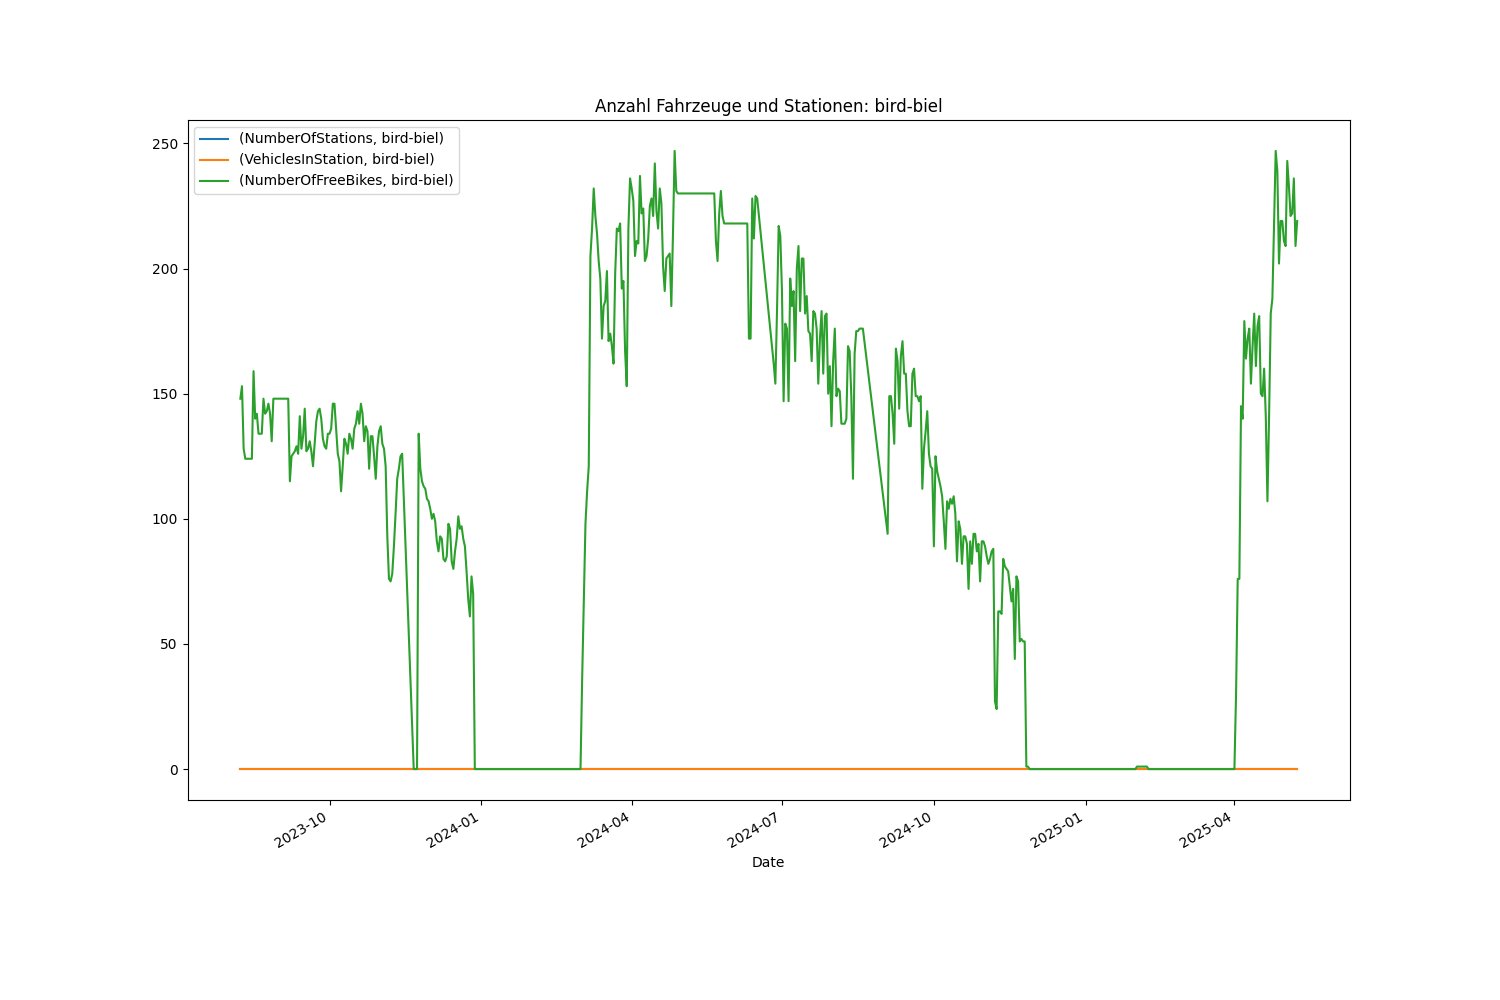 Anzahl Fahrzeuge und Stationen: bird-biel
(NumberOfStations, bird-biel)
(VehiclesInStation, bird-biel)
(NumberOfFreeBikes, bird-biel)
250
200
150
100
50
0
2023-10
2024-01
2024-04
2024-07
2024-10
2025-01
2025-04
Date